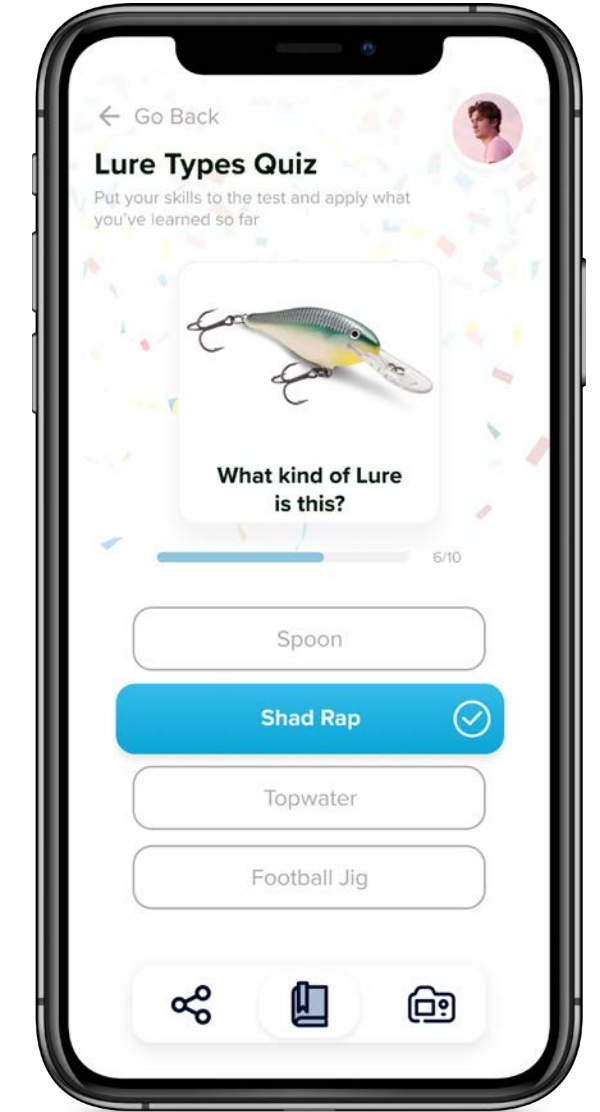 Go Back
Lure Types Quiz
Put your skills to the test and apply what
you've learned so far
What kind of Lure
is this?
6/10
Spoon
Shad Rap
Topwater
Football Jig